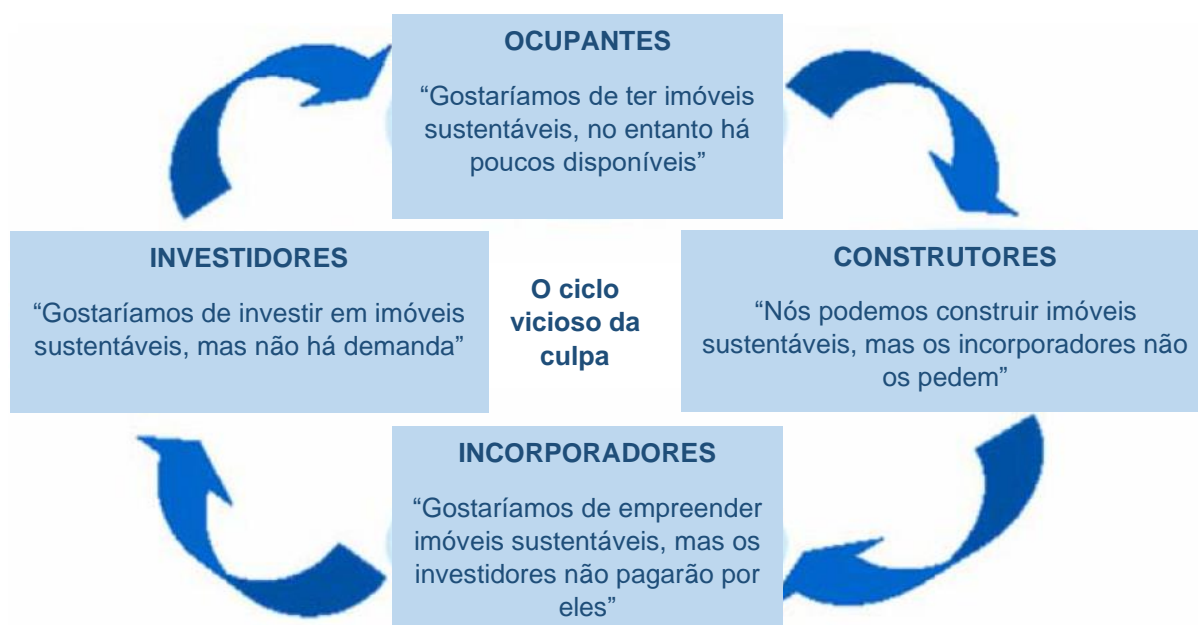 OCUPANTES
“Gostaríamos de ter imóveis
sustentáveis, no entanto há
poucos disponíveis”
INVESTIDORES
“Gostaríamos de investir em imóveis
sustentáveis, mas não há demanda”
O ciclo
vicioso da
culpa
CONSTRUTORES
“Nós podemos construir imóveis
sustentáveis, mas os incorporadores não
os pedem”
INCORPORADORES
“Gostaríamos de empreender
imóveis sustentáveis, mas os
investidores não pagarão por
eles”